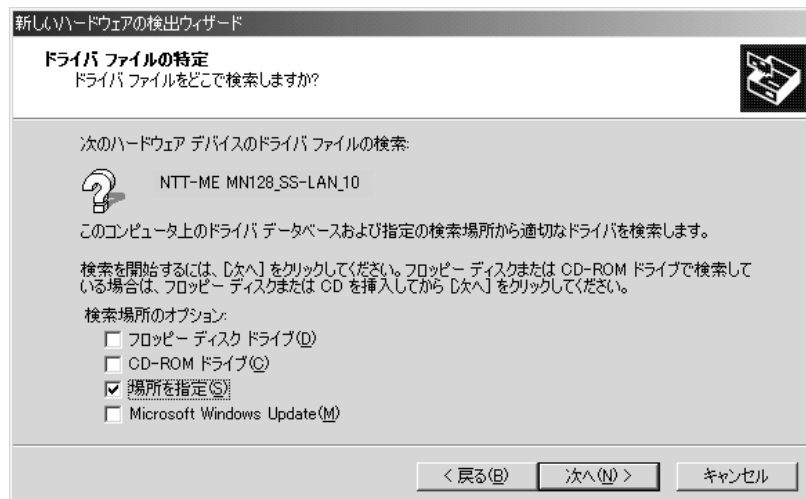 新しいハードウェアの検出ウィザード
ドライバ ファイルの特定
ドライバ ファイルをどこで検索しますか?
次のハードウェア デバイスのドライバ ファイルの検索:
NTT-ME MN128_SS-LAN_10
このコンピュータ上のドライバ データベースおよび指定の検索場所から適切なドライバを検索します。
検索を開始するには、[次へ] をクリックしてください。フロッピー ディスクまたは CD-ROM ドライブで検索して
いる場合は、フロッピー ディスクまたは CD を挿入してから [次へ] をクリックしてください。
検索場所のオプション:
フロッピー ディスク ドライブ(D)
CD-ROM ドライブ(C)
場所を指定(S)
Microsoft Windows Update(M)
< 戻る(B) 次へ(N) > キャンセル